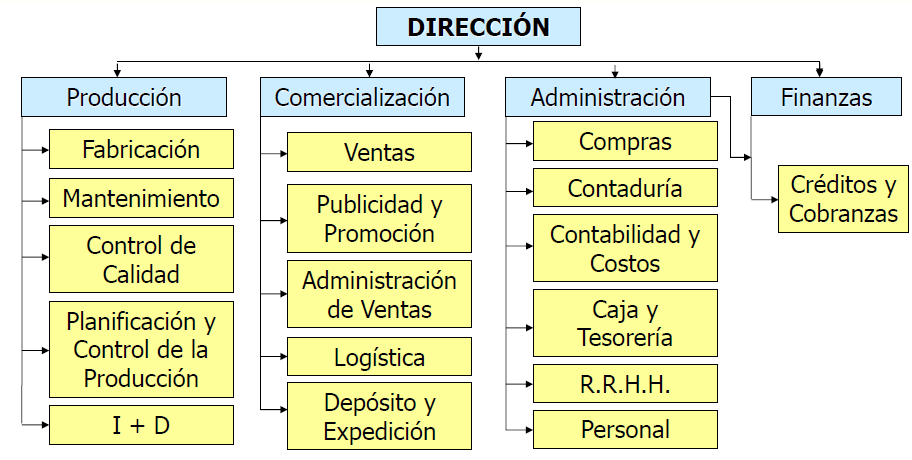 DIRECCIÓN
Producción
Comercialización
Administración
Finanzas
Fabricación
Mantenimiento
Control de
Calidad
Planificación y
Control de la
Producción
I + D
Ventas
Publicidad y
Promoción
Administración
de Ventas
Logística
Depósito y
Expedición
Compras
Contaduría
Contabilidad y
Costos
Caja y
Tesorería
R.R.H.H.
Personal
Créditos y
Cobranzas